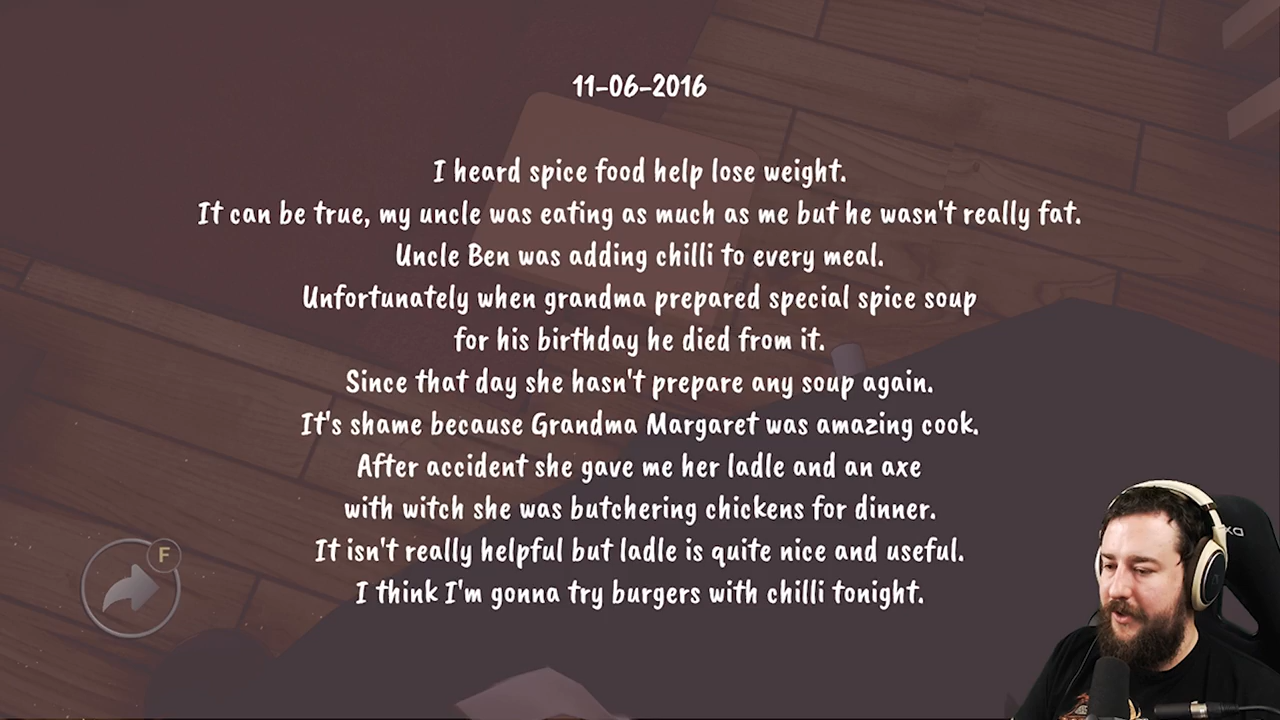 11-06-2016
I heard spice food help lose weight.
It can be true, my uncle was eating as much as me but he wasn't really fat.
Uncle Ben was adding chilli to every meal.
Unfortunately when grandma prepared special spice soup
for his birthday he died from it.
Since that day she hasn't prepare any soup again.
It's shame because Grandma Margaret was amazing cook.
After accident she gave me her ladle and an axe
with witch she was butchering chickens for dinner.
It isn't really helpful but ladle is quite nice and useful.
I think I'm gonna try burgers with chilli tonight.
F